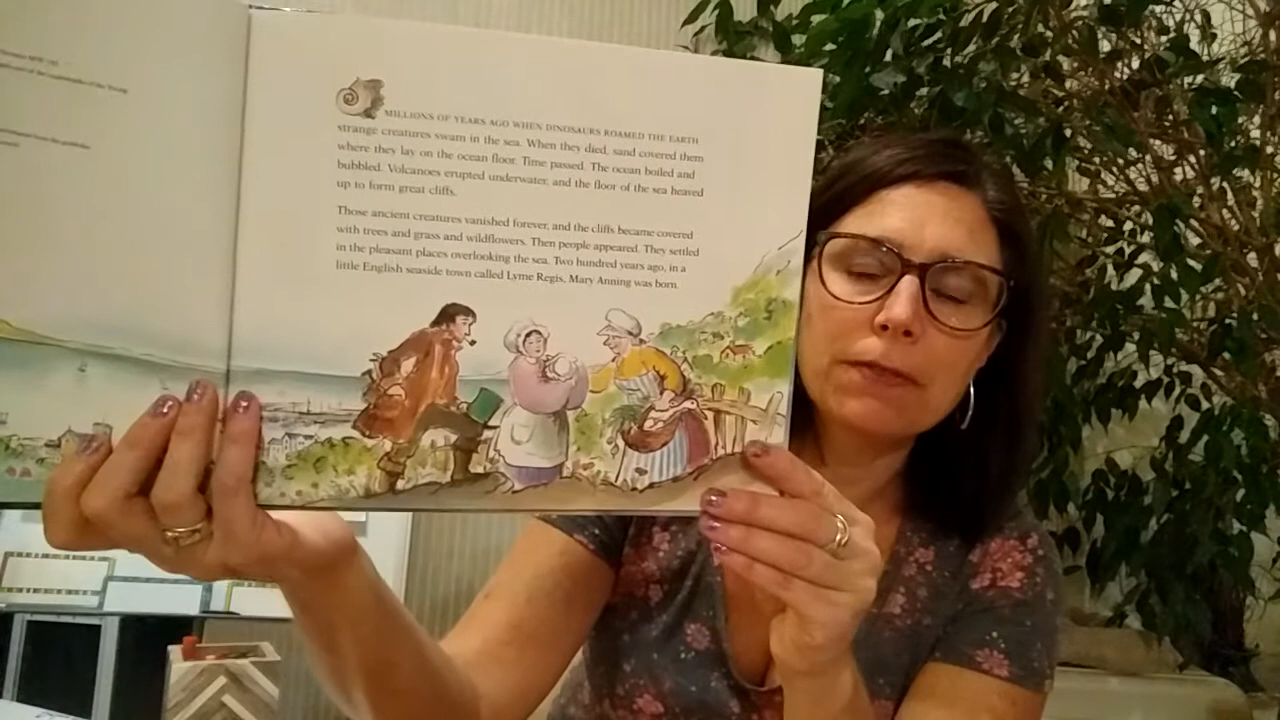 MILLIONS OF YEARS AGO WHEN DINOSAURS ROAMED THE EARTH
strange creatures swam in the sea. When they died, sand covered them
where they lay on the ocean floor. Time passed. The ocean boiled and
bubbled. Volcanoes erupted underwater, and the floor of the sea heaved
up to form great cliffs.
Those ancient creatures vanished forever, and the cliffs became covered
with trees and grass and wildflowers. Then people appeared. They settled
in the pleasant places overlooking the sea. Two hundred years ago, in a
little English seaside town called Lyme Regis, Mary Anning was born.